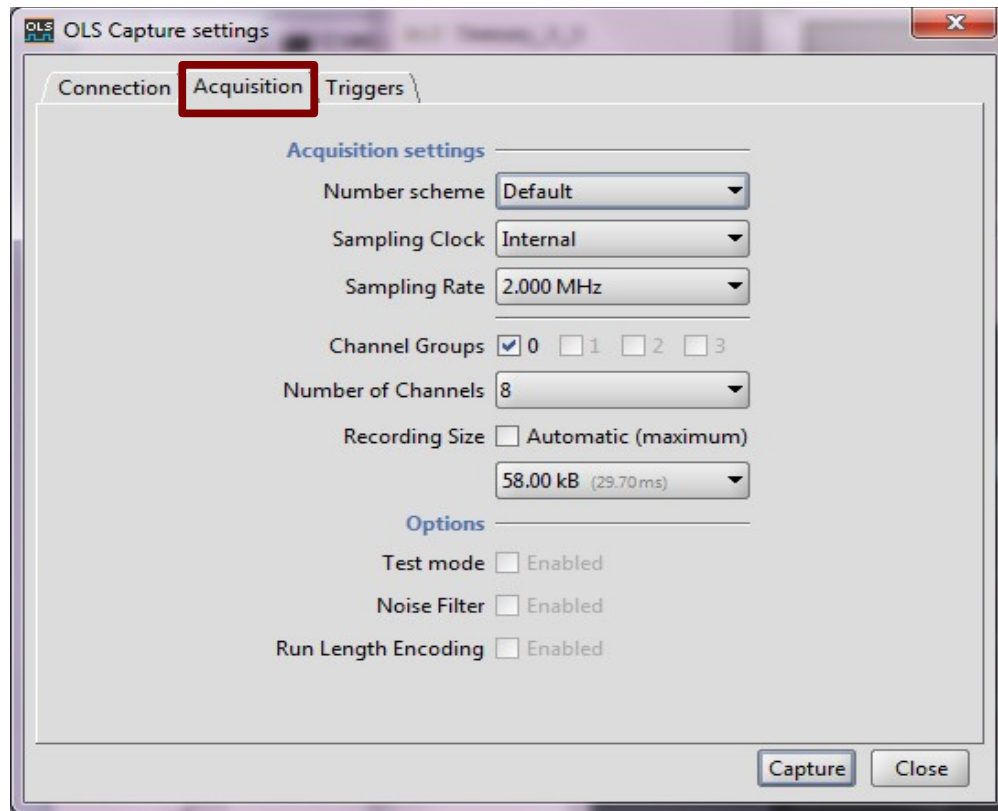 OLS OLS Capture settings
Connection Acquisition Triggers
Acquisition settings
Number scheme Default
Sampling Clock Internal
Sampling Rate 2.000 MHz
Channel Groups 0 1 2 3
Number of Channels 8
Recording Size Automatic (maximum)
58.00 kB (29.70ms)
Options
Test mode Enabled
Noise Filter Enabled
Run Length Encoding Enabled
Capture Close